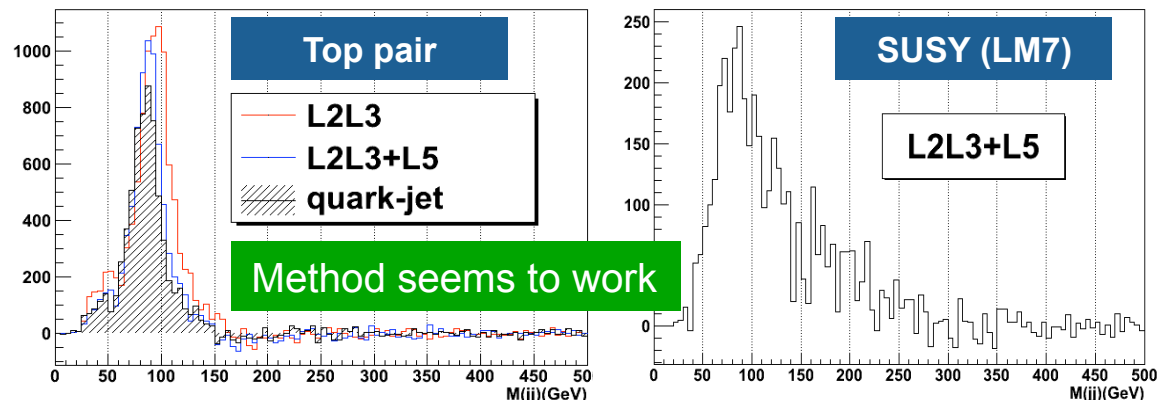 Top pair
L2L3
L2L3+L5
quark-jet
1000
800
600
400
200
0
0 50 100 150 200 250 300 350 400 450 500
M(jj)(GeV)
Method seems to work
SUSY (LM7)
L2L3+L5
250
200
150
100
50
0
0 50 100 150 200 250 300 350 400 450 500
M(jj)(GeV)